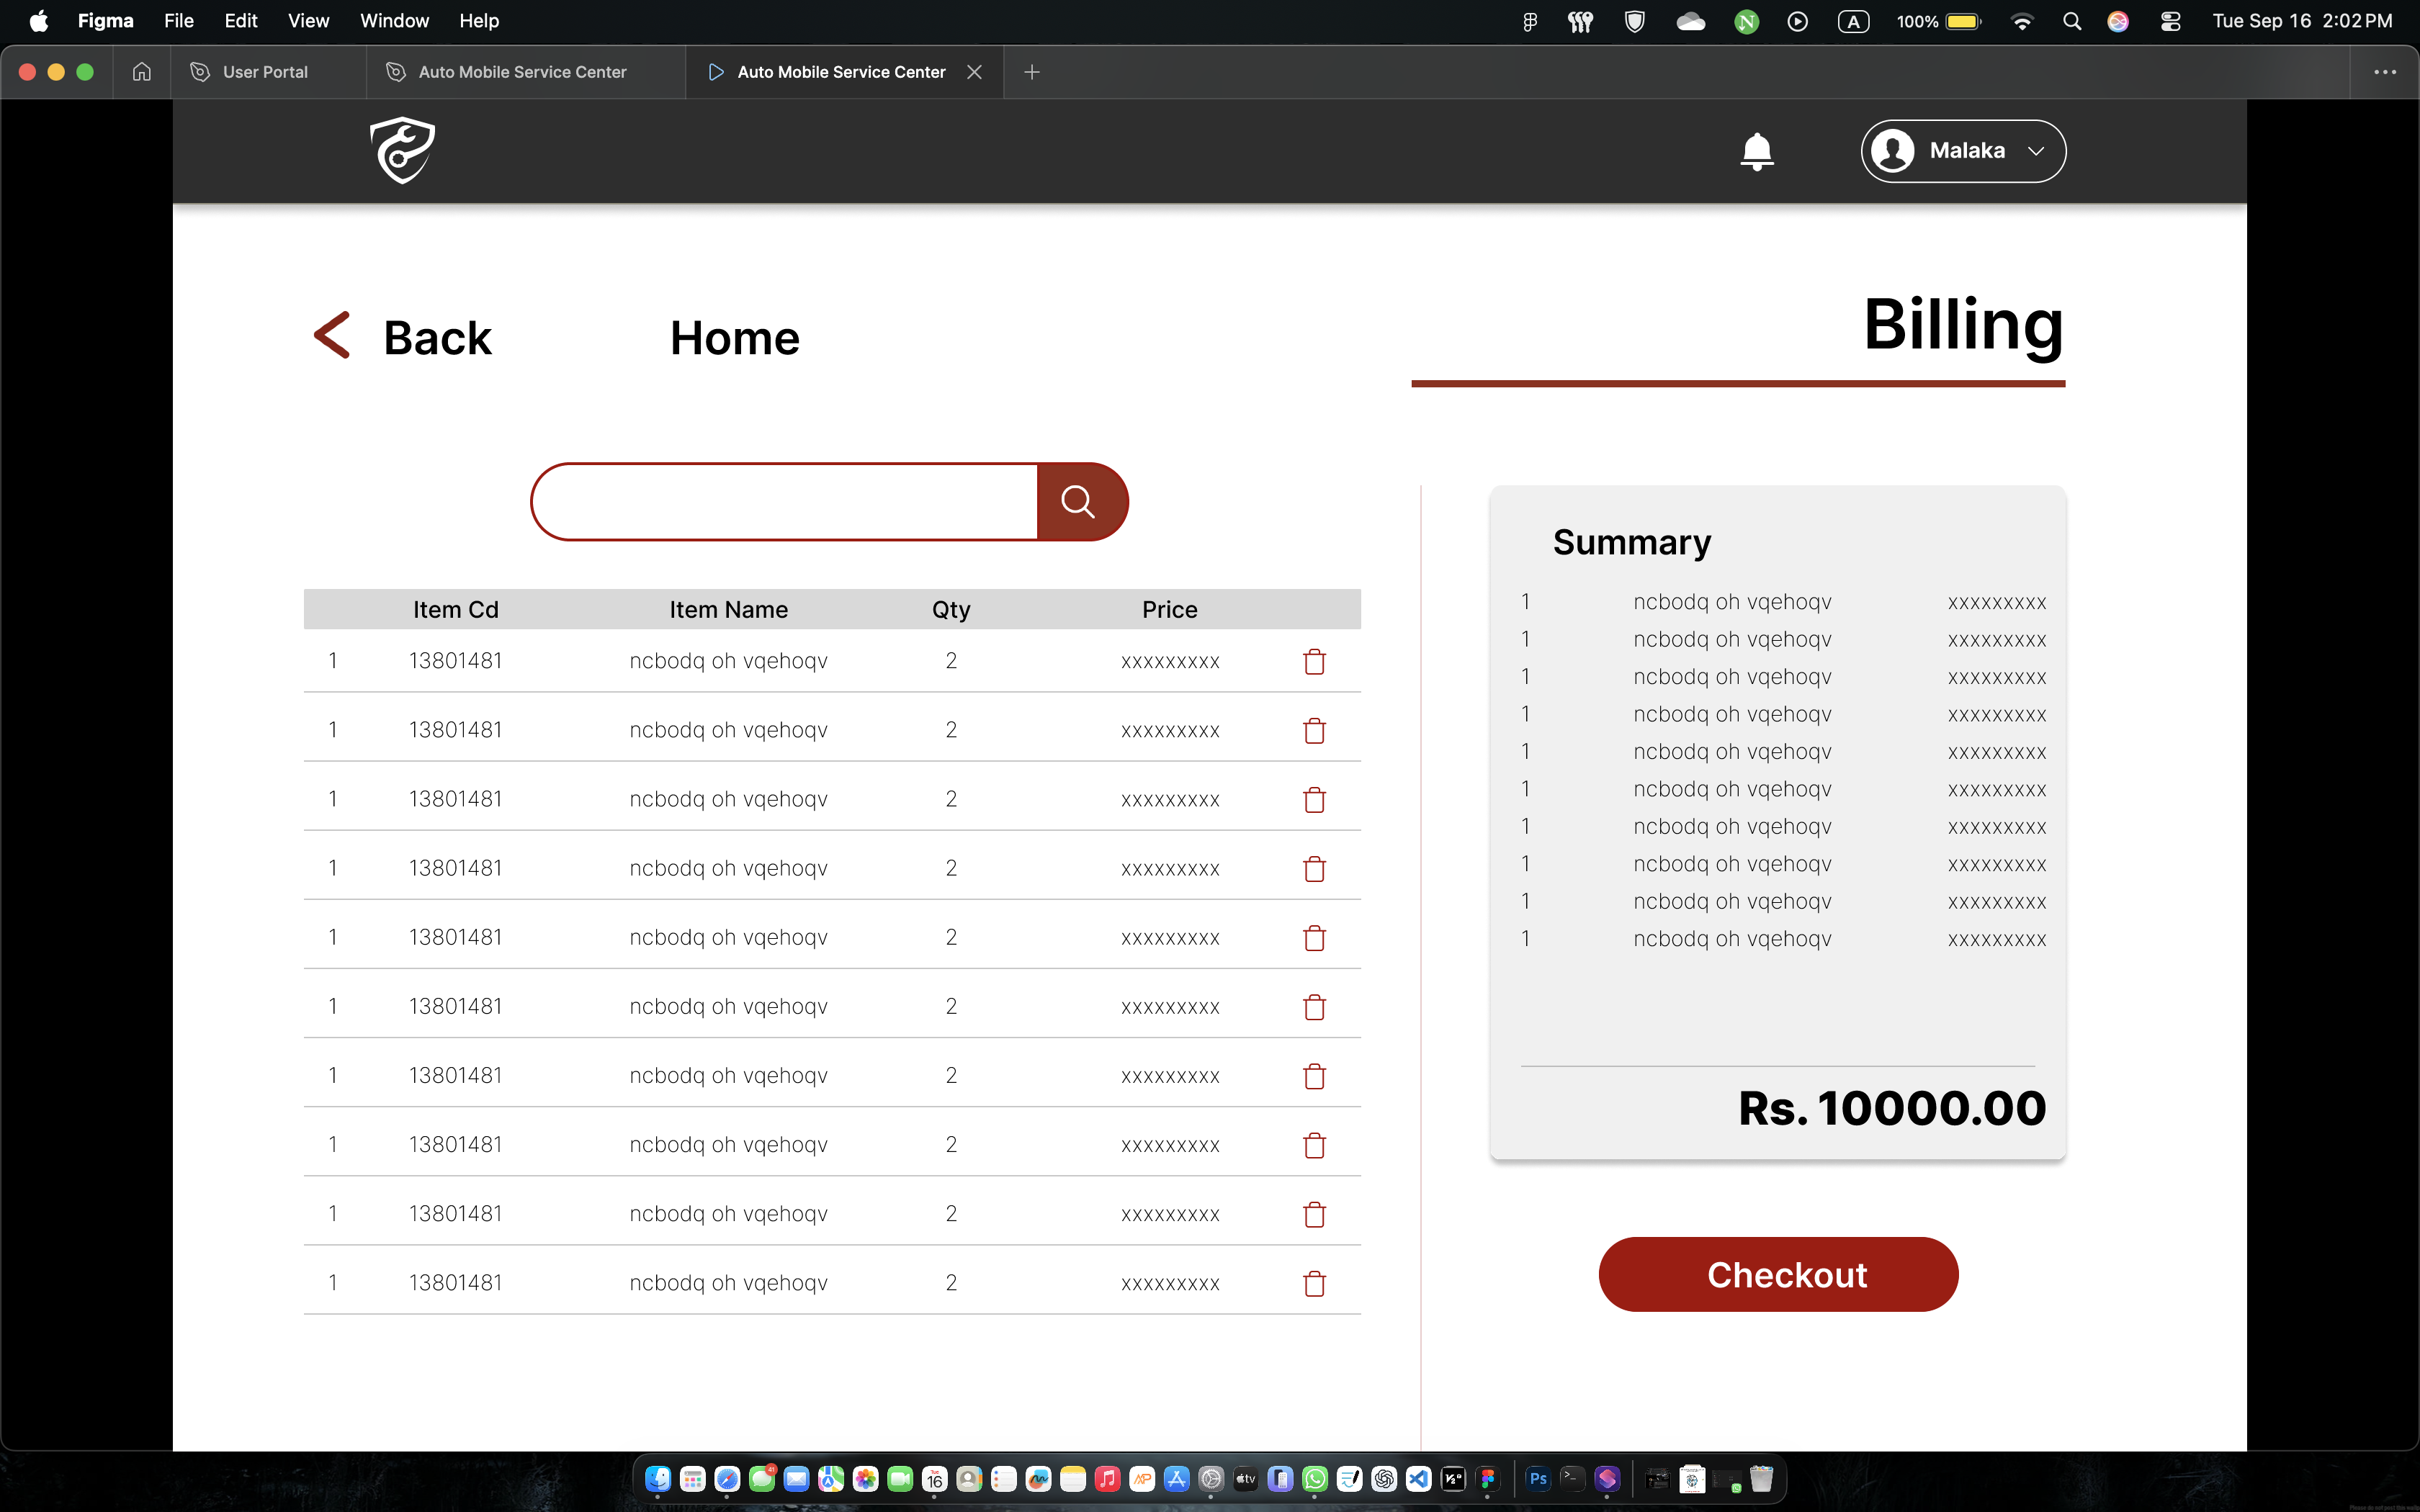 Figma File Edit View Window Help A 100% Tue Sep 16 2:02 PM
User Portal Auto Mobile Service Center Auto Mobile Service Center
Malaka
Back Home Billing
Item Cd Item Name Qty Price
1 13801481 ncbodq oh vqehoqv 2 xxxxxxxxx
1 13801481 ncbodq oh vqehoqv 2 xxxxxxxxx
1 13801481 ncbodq oh vqehoqv 2 xxxxxxxxx
1 13801481 ncbodq oh vqehoqv 2 xxxxxxxxx
1 13801481 ncbodq oh vqehoqv 2 xxxxxxxxx
1 13801481 ncbodq oh vqehoqv 2 xxxxxxxxx
1 13801481 ncbodq oh vqehoqv 2 xxxxxxxxx
1 13801481 ncbodq oh vqehoqv 2 xxxxxxxxx
1 13801481 ncbodq oh vqehoqv 2 xxxxxxxxx
1 13801481 ncbodq oh vqehoqv 2 xxxxxxxxx
Summary
1 ncbodq oh vqehoqv xxxxxxxxx
1 ncbodq oh vqehoqv xxxxxxxxx
1 ncbodq oh vqehoqv xxxxxxxxx
1 ncbodq oh vqehoqv xxxxxxxxx
1 ncbodq oh vqehoqv xxxxxxxxx
1 ncbodq oh vqehoqv xxxxxxxxx
1 ncbodq oh vqehoqv xxxxxxxxx
1 ncbodq oh vqehoqv xxxxxxxxx
1 ncbodq oh vqehoqv xxxxxxxxx
1 ncbodq oh vqehoqv xxxxxxxxx
Rs. 10000.00
Checkout
41 16 tv Ps